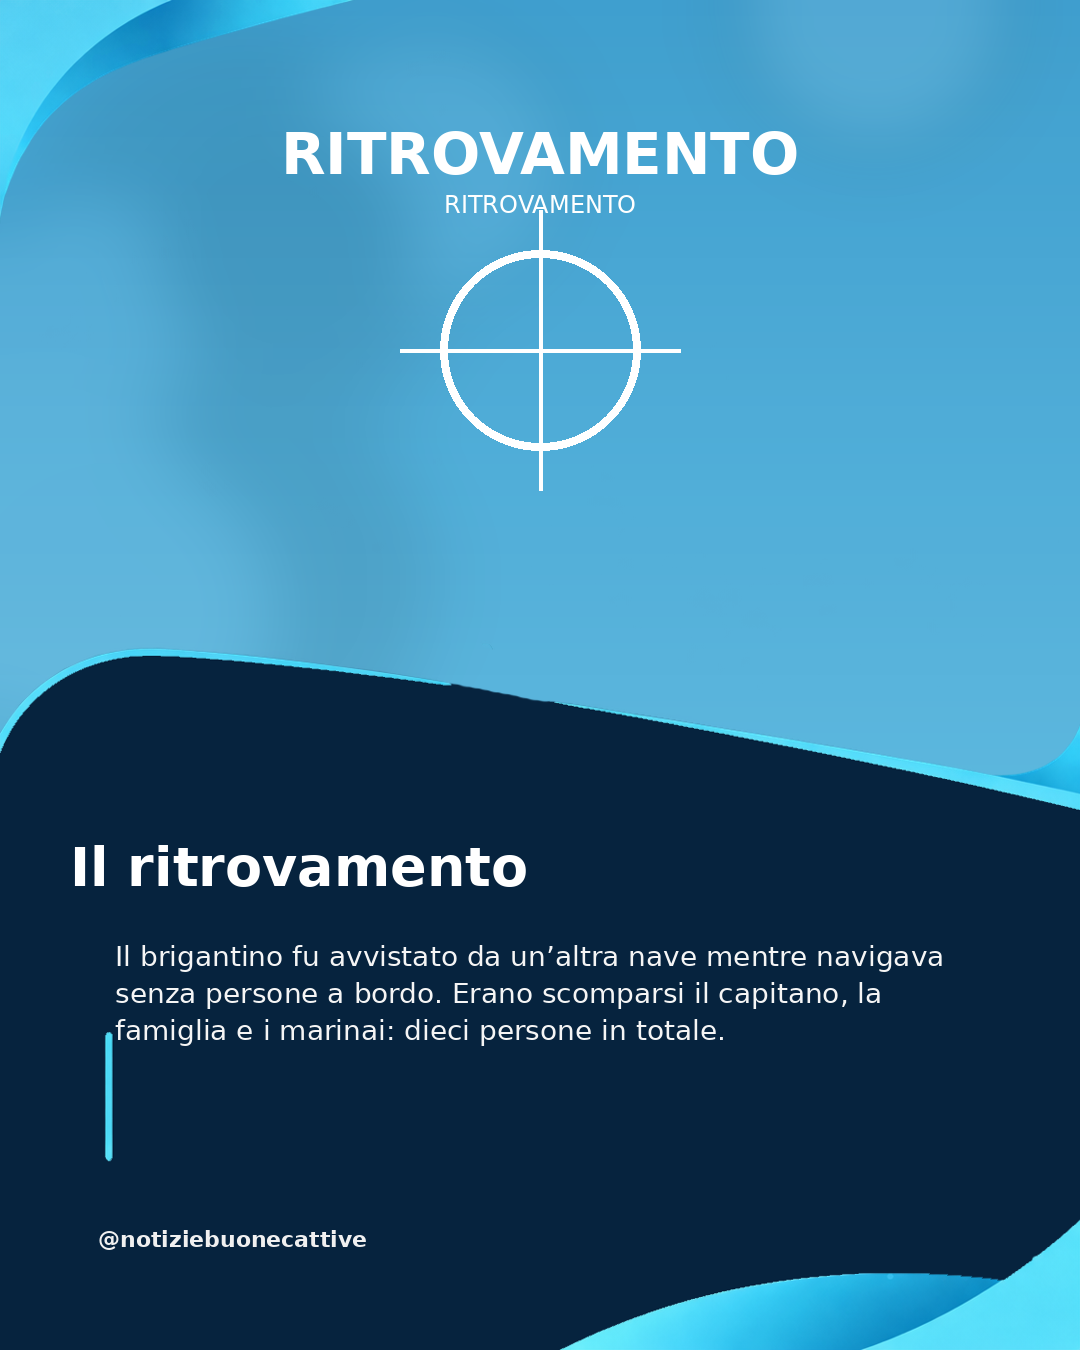 RITROVAMENTO
RITROVAMENTO
Il ritrovamento
Il brigantino fu avvistato da un’altra nave mentre navigava
senza persone a bordo. Erano scomparsi il capitano, la
famiglia e i marinai: dieci persone in totale.
@notiziebuonecattive